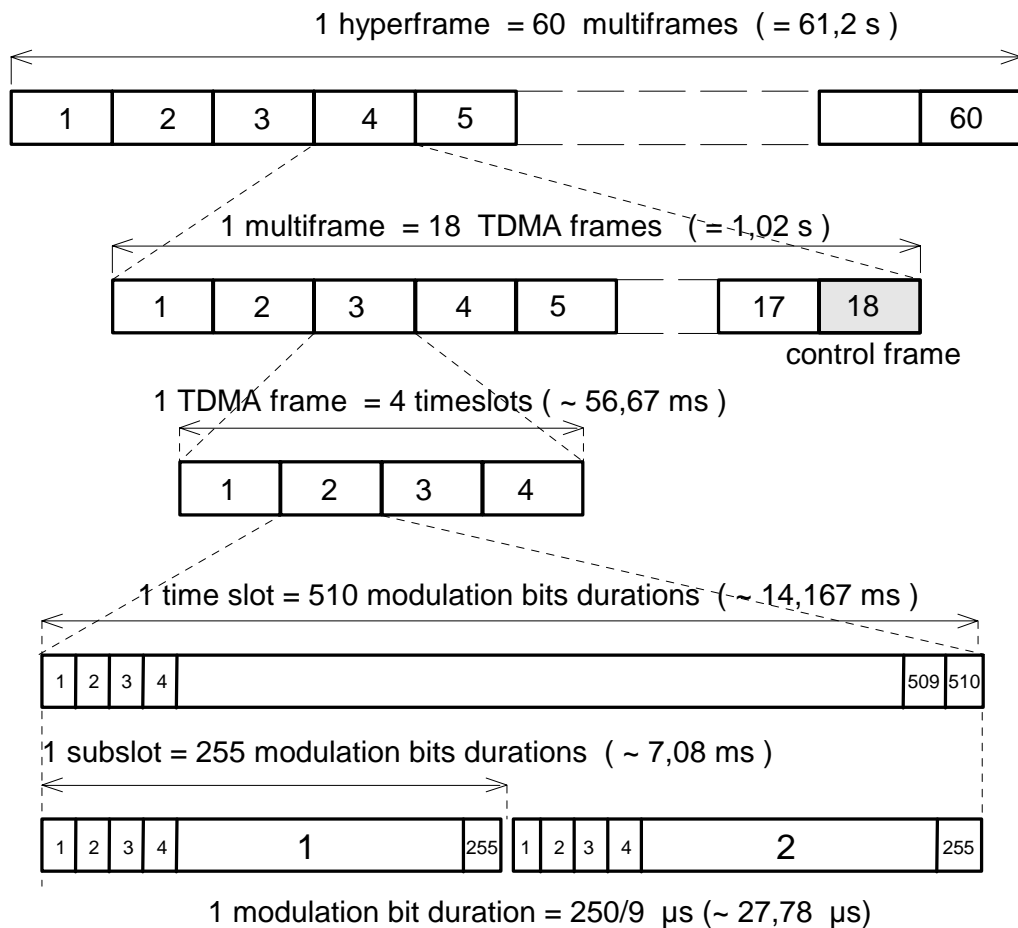 1 hyperframe = 60 multiframes ( = 61,2 s )
1 2 3 4 5 60
1 multiframe = 18 TDMA frames ( = 1,02 s )
1 2 3 4 5 17 18
control frame
1 TDMA frame = 4 timeslots ( ~ 56,67 ms )
1 2 3 4
1 time slot = 510 modulation bits durations ( ~ 14,167 ms )
1 2 3 4 509 510
1 subslot = 255 modulation bits durations ( ~ 7,08 ms )
1 2 3 4 1 255 1 2 3 4 2 255
1 modulation bit duration = 250/9 µs (~ 27,78 µs)